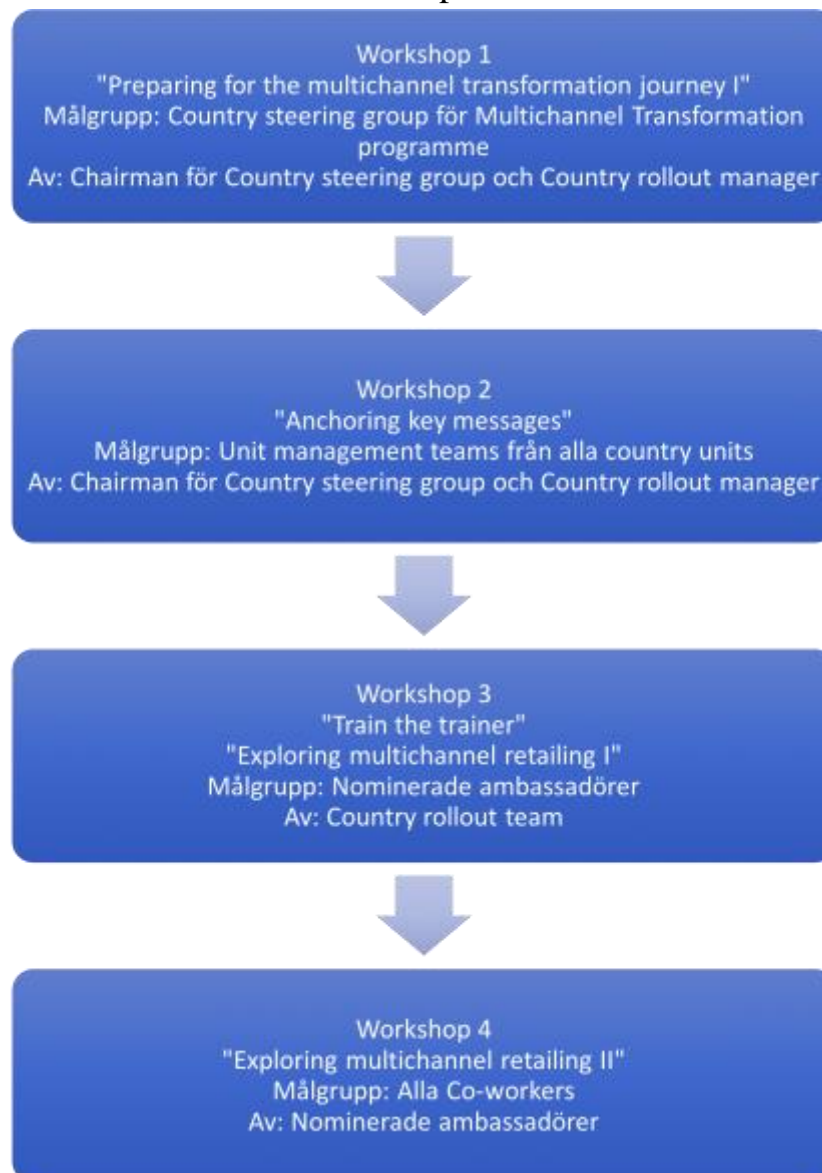 Workshop 1
"Preparing for the multichannel transformation journey I"
Målgrupp: Country steering group för Multichannel Transformation
programme
Av: Chairman för Country steering group och Country rollout manager
Workshop 2
"Anchoring key messages"
Målgrupp: Unit management teams från alla country units
Av: Chairman för Country steering group och Country rollout manager
Workshop 3
"Train the trainer"
"Exploring multichannel retailing I"
Målgrupp: Nominerade ambassadörer
Av: Country rollout team
Workshop 4
"Exploring multichannel retailing II"
Målgrupp: Alla Co-workers
Av: Nominerade ambassadörer